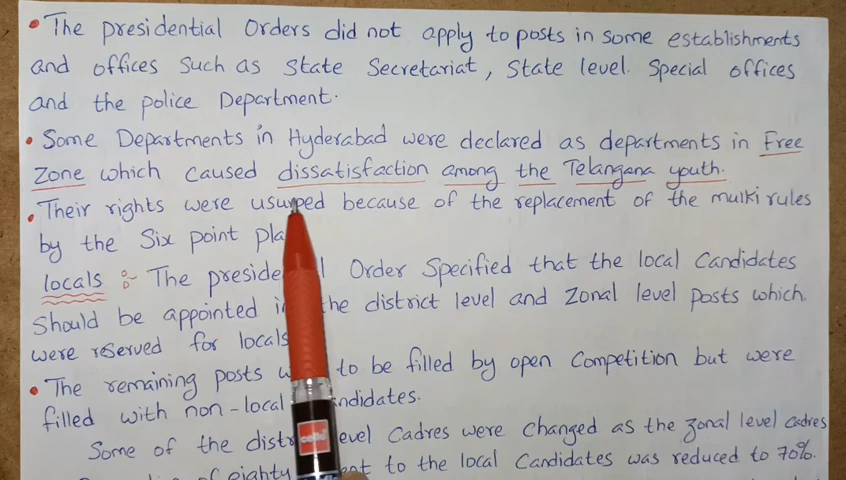 • The presidential Orders did not apply to posts in some establishments
and offices Such as State Secretariat, State level Special offices
and the police Department.
• Some Departments in Hyderabad were declared as departments in Free
Zone which caused dissatisfaction among the Telangana youth.
• Their rights were usurped because of the replacement of the mulki rules
by the Six point
locals :- The Order Specified that the local Candidates
Should be appointed the district level and Zonal level Posts which
were reserved for locals
• The remaining posts to be filled by open Competition but were
filled with non-local
Some of the level Cadres were changed as the zonal level cadres
of eighty to the local Candidates was reduced to 70%.
cello